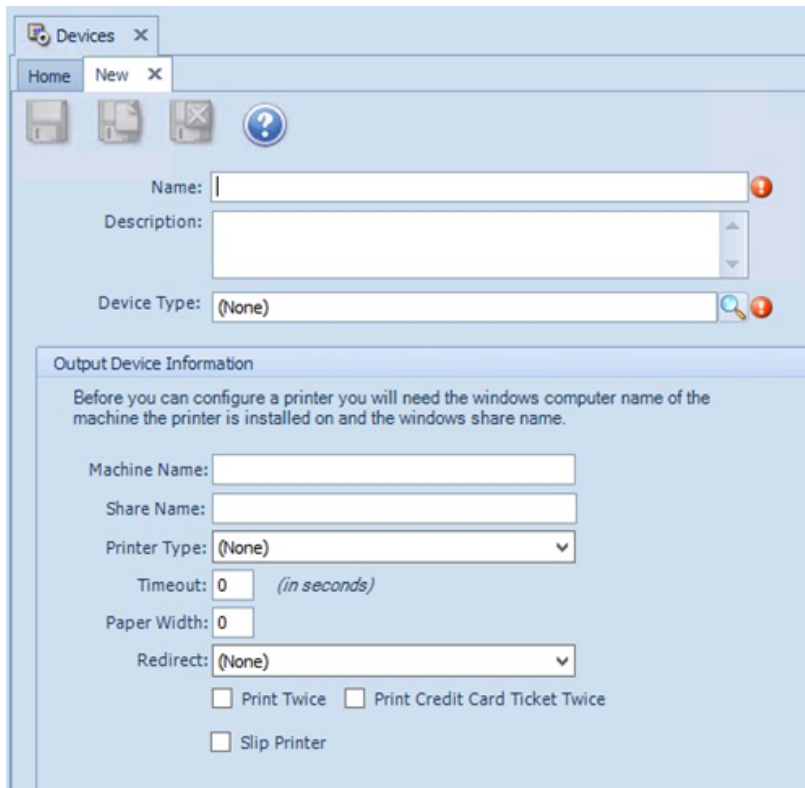 Devices
Home New
Name:
Description:
Device Type: (None)
Output Device Information
Before you can configure a printer you will need the windows computer name of the
machine the printer is installed on and the windows share name.
Machine Name:
Share Name:
Printer Type: (None)
Timeout: 0 (in seconds)
Paper Width: 0
Redirect: (None)
Print Twice Print Credit Card Ticket Twice
Slip Printer